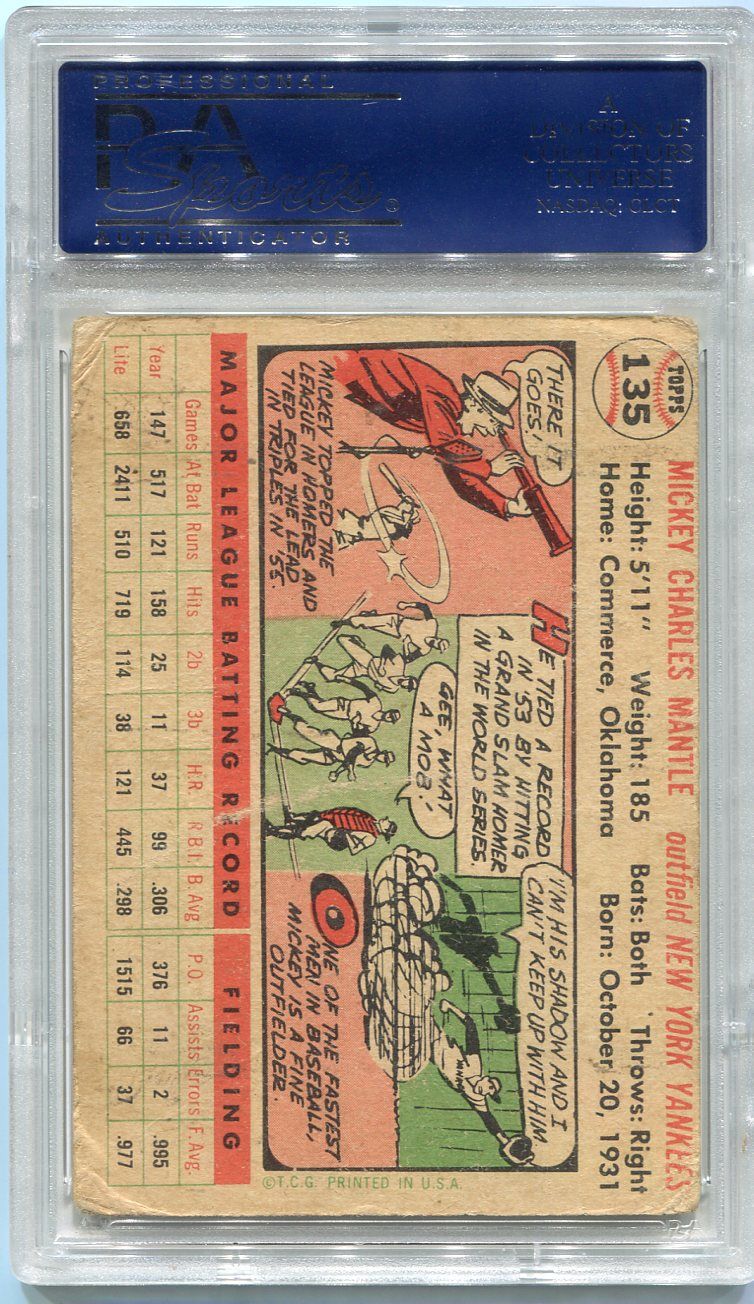 PROFESSIONAL
PSA
Sports ®
AUTHENTICATOR
A
DIVISION OF
COLLECTORS
UNIVERSE
NASDAQ: CLCT
TOPPS
135
MICKEY CHARLES MANTLE outfield NEW YORK YANKEES
Height: 5'11" Weight: 185 Bats: Both Throws: Right
Home: Commerce, Oklahoma Born: October 20, 1931
THERE IT
GOES!
MICKEY TOPPED THE
LEAGUE IN HOMERS AND
TIED FOR THE LEAD
IN TRIPLES IN '55.
HE TIED A RECORD
IN '53 BY HITTING
A GRAND SLAM HOMER
IN THE WORLD SERIES
GEE, WHAT
A MOB!
I'M HIS SHADOW AND I
CAN'T KEEP UP WITH HIM
ONE OF THE FASTEST
MEN IN BASEBALL,
MICKEY IS A FINE
OUTFIELDER.
©T.C.G. PRINTED IN U.S.A.
MAJOR LEAGUE BATTING RECORD FIELDING
Games At Bat Runs Hits 2b 3b H.R R.B.I. B. Avg P.O. Assists Errors F. Avg.
Year 147 517 121 158 25 11 37 99 .306 376 11 2 .995
Life 658 2411 510 719 114 38 121 445 .298 1515 66 37 .977